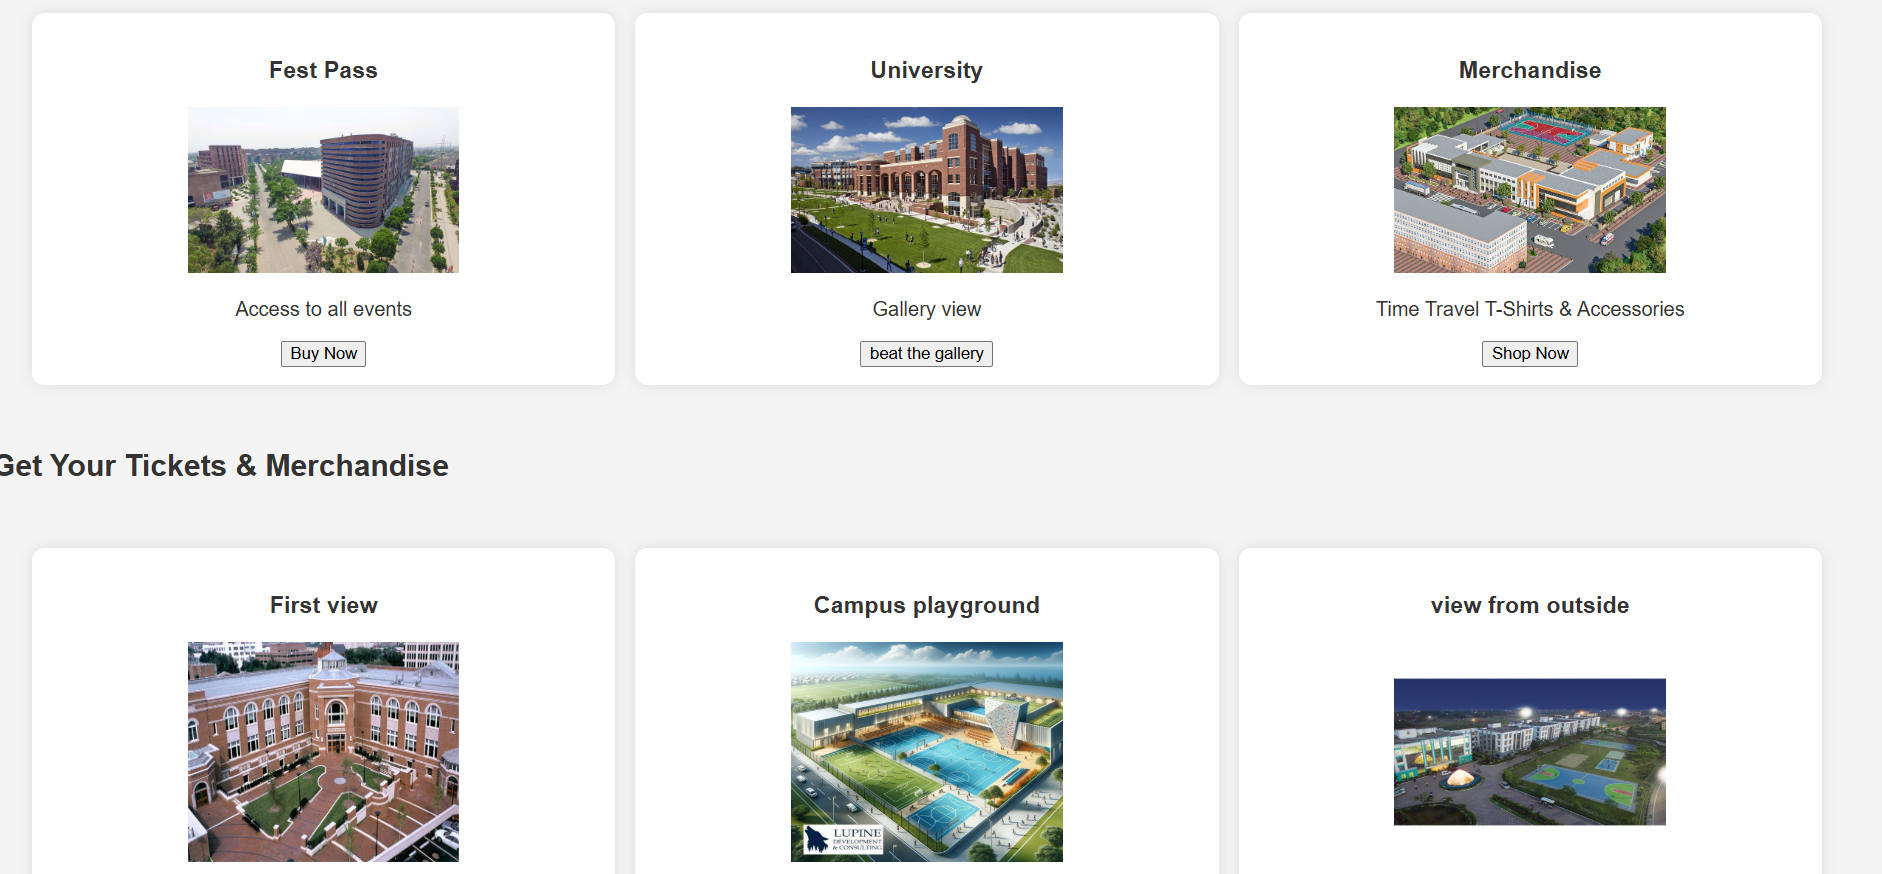 Fest Pass
University
Merchandise
Access to all events
Gallery view
Time Travel T-Shirts & Accessories
Buy Now
beat the gallery
Shop Now
Get Your Tickets & Merchandise
First view
Campus playground
view from outside
LUPINE
DEVELOPMENT
& CONSULTING